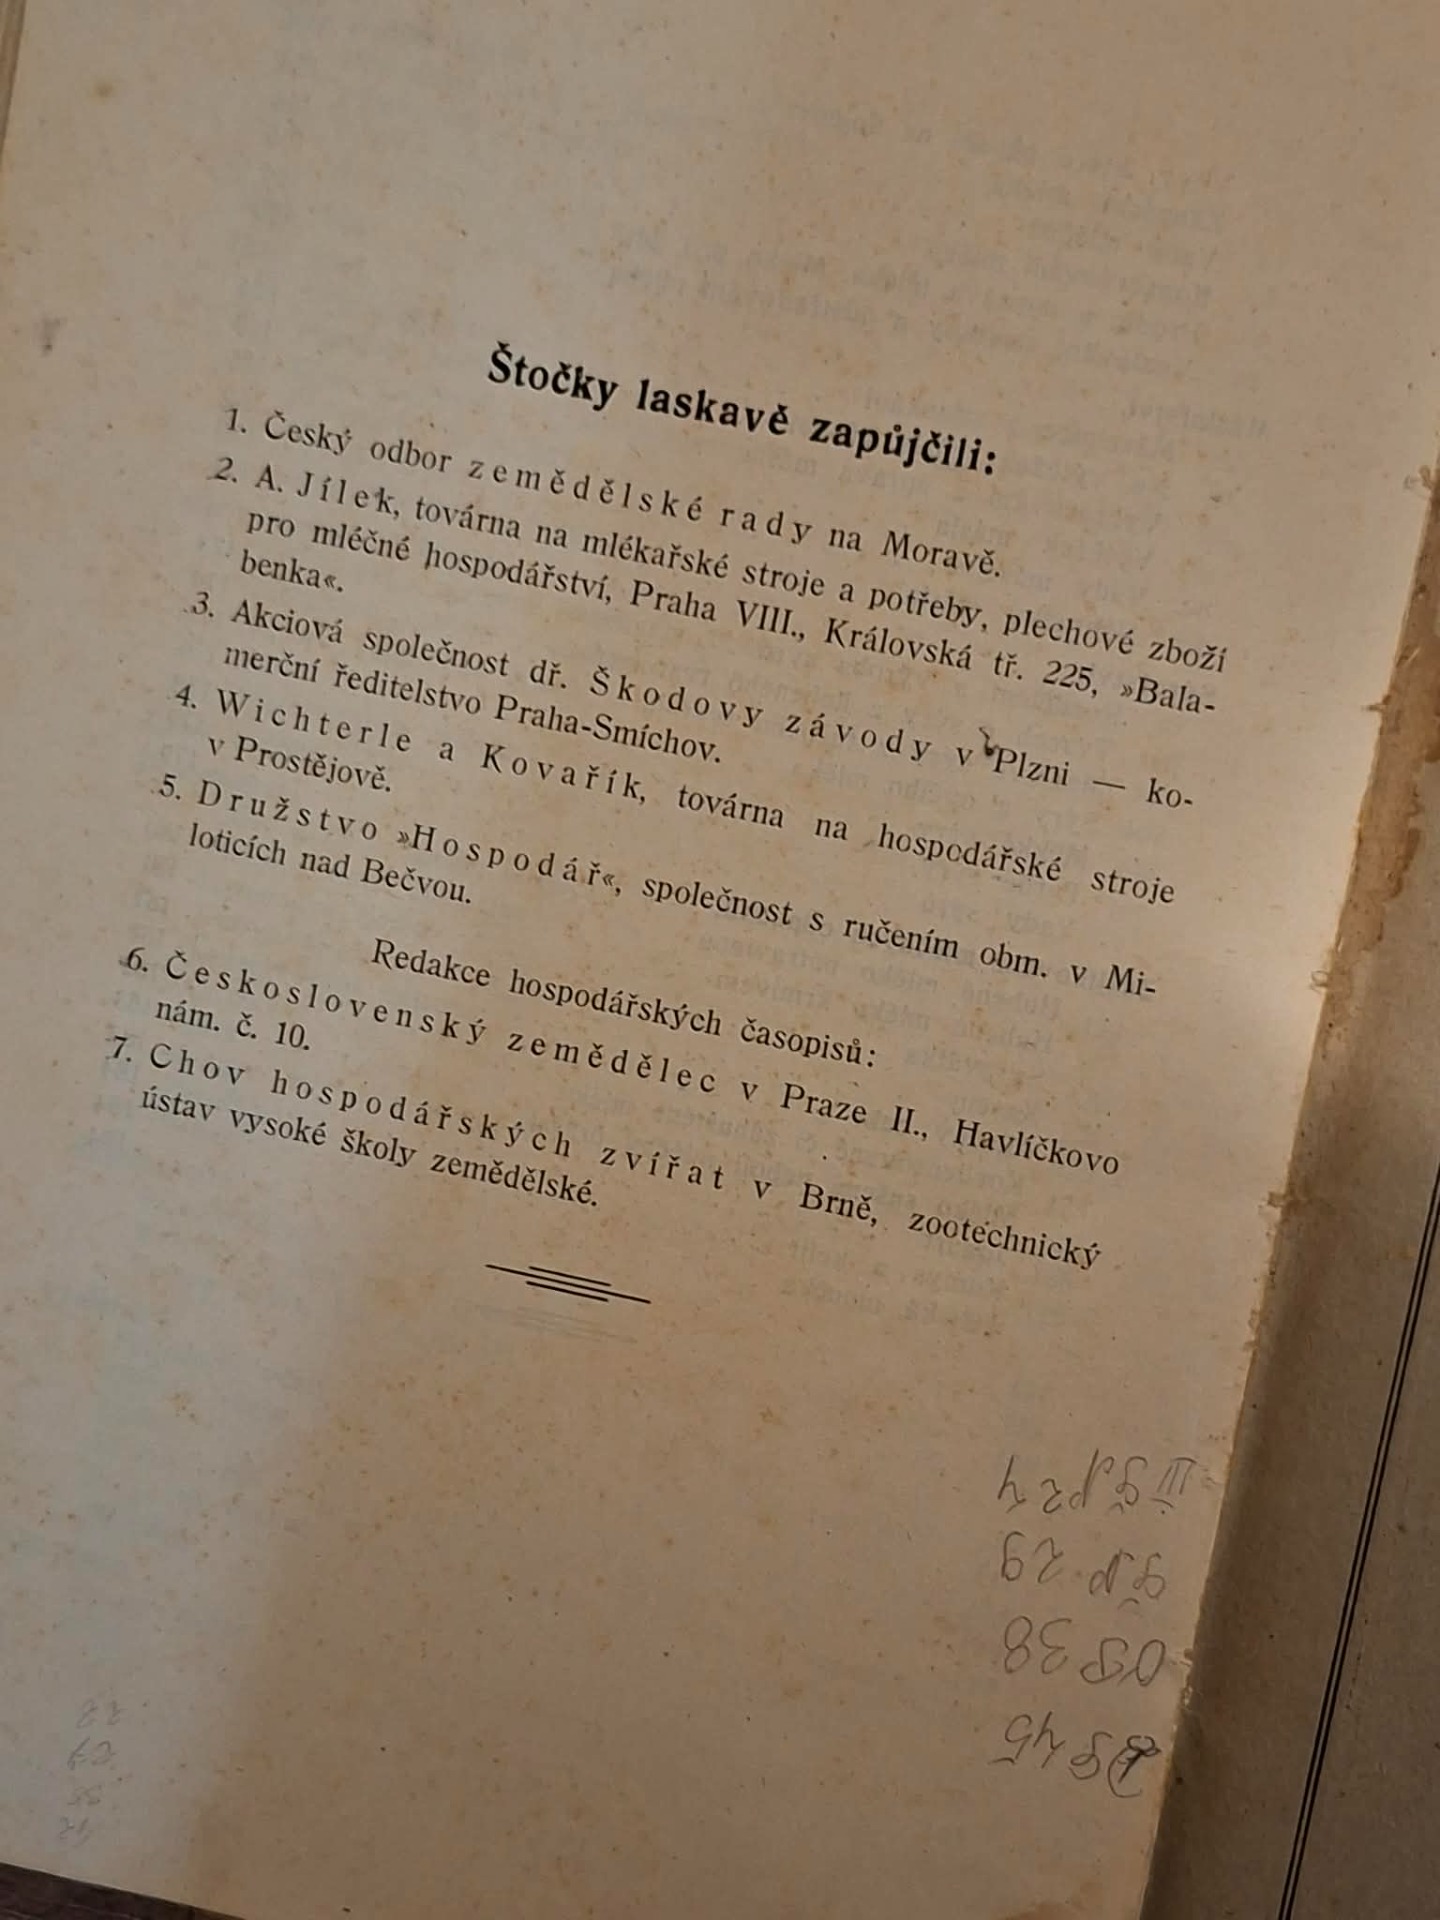 Štočky laskavě zapůjčili:
1. Český odbor zemědělské rady na Moravě.
2. A. Jílek, továrna na mlékařské stroje a potřeby, plechové zboží
pro mléčné hospodářství, Praha VIII., Královská tř. 225, »Bala-
benka«.
3. Akciová společnost dř. Škodovy závody v Plzni — ko-
merční ředitelstvo Praha-Smíchov.
4. Wichterle a Kovařík, továrna na hospodářské stroje
v Prostějově.
5. Družstvo »Hospodář«, společnost s ručením obm. v Mi-
loticích nad Bečvou.
Redakce hospodářských časopisů:
6. Československý zemědělec v Praze II., Havlíčkovo
nám. č. 10.
7. Chov hospodářských zvířat v Brně, zootechnický
ústav vysoké školy zemědělské.